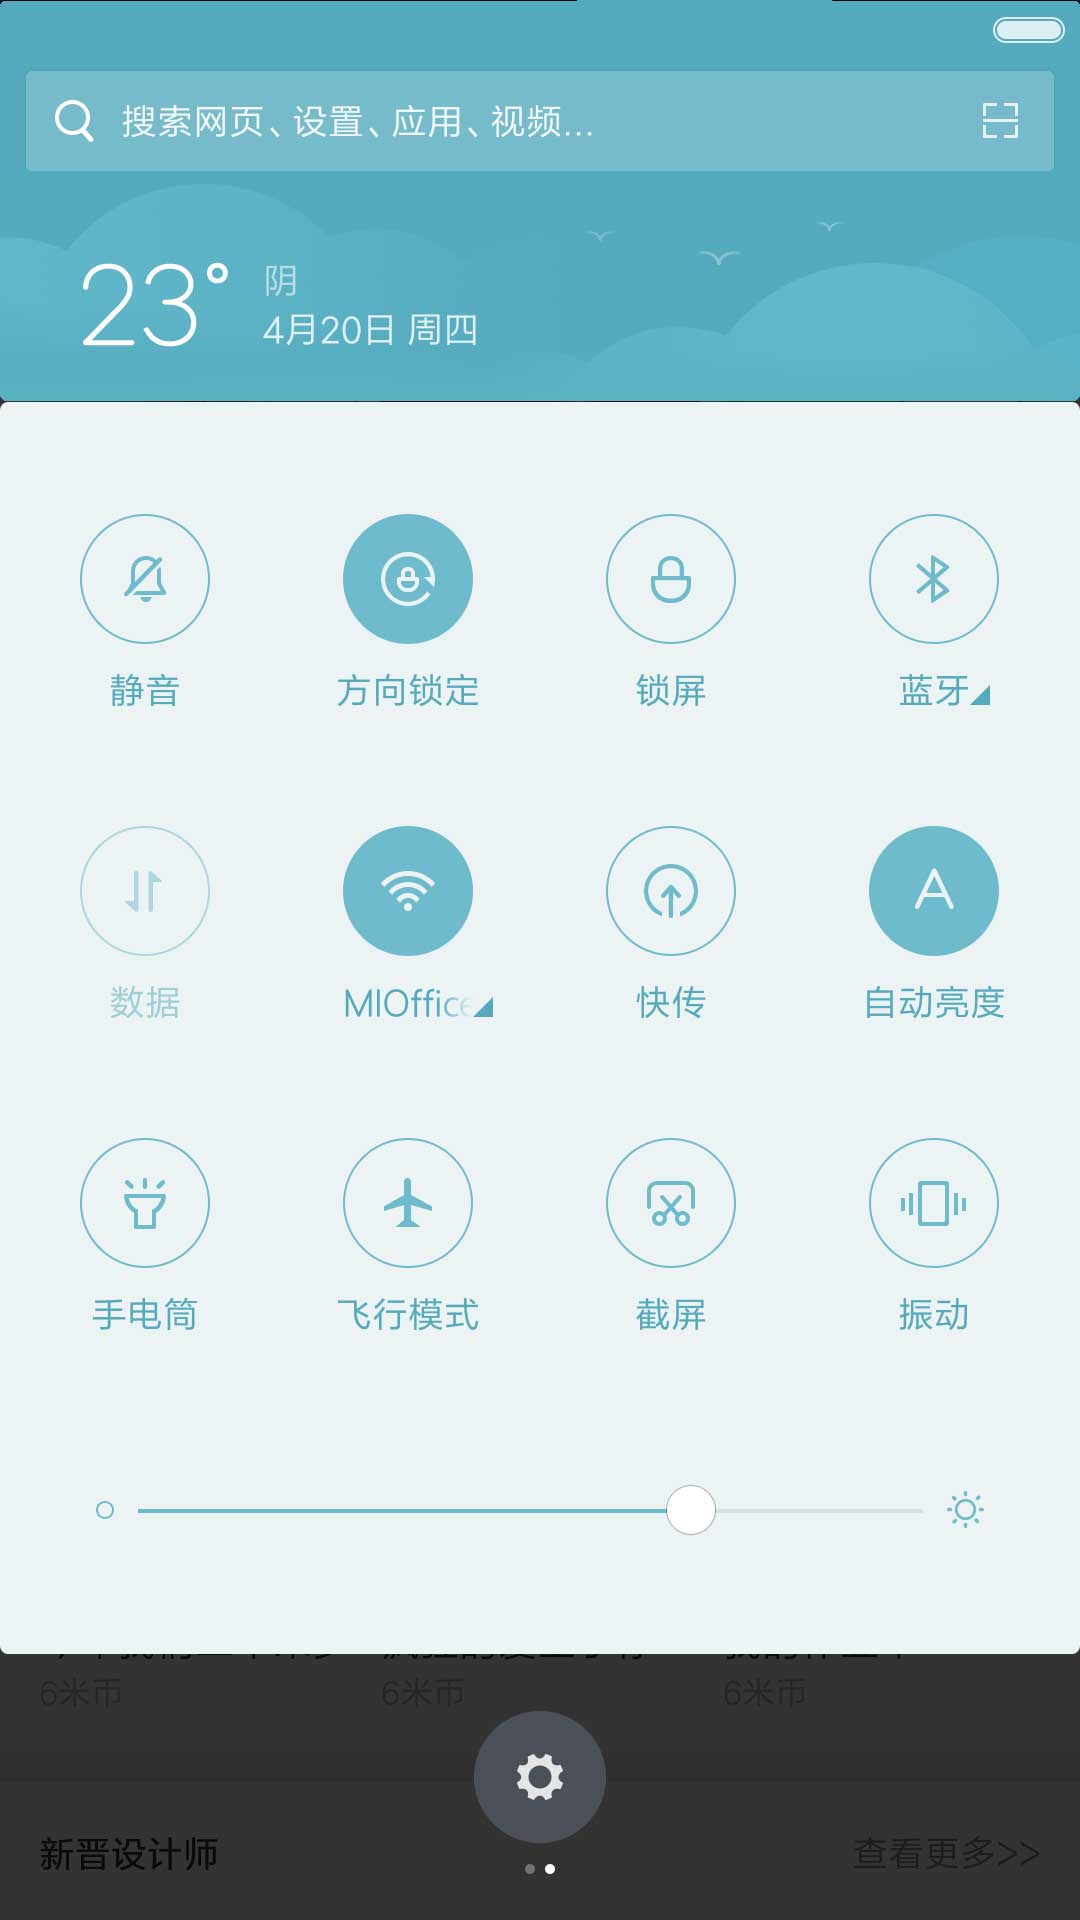 搜索网页、设置、应用、视频...
23°
阴
4月20日 周四
静音
方向锁定
锁屏
蓝牙
数据
MIOffice
快传
自动亮度
手电筒
飞行模式
截屏
振动
6米币
6米币
6米币
新晋设计师
查看更多>>